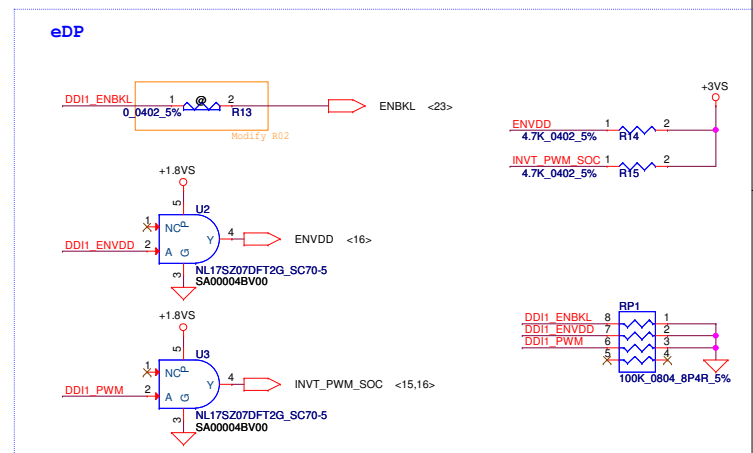 eDP
DDI1_ENBKL 1 @ 2 ENBKL <23>
0_0402_5% R13
Modify R02
+3VS
ENVDD 1 2
4.7K_0402_5% R14
INVT_PWM_SOC 1 2
4.7K_0402_5% R15
+1.8VS
5
U2
1 NC P
DDI1_ENVDD 2 A G Y 4 ENVDD <16>
3
NL17SZ07DFT2G_SC70-5
SA00004BV00
+1.8VS
5
U3
1 NC P
DDI1_PWM 2 A G Y 4 INVT_PWM_SOC <15,16>
3
NL17SZ07DFT2G_SC70-5
SA00004BV00
RP1
DDI1_ENBKL 8 1
DDI1_ENVDD 7 2
DDI1_PWM 6 3
5 4
100K_0804_8P4R_5%